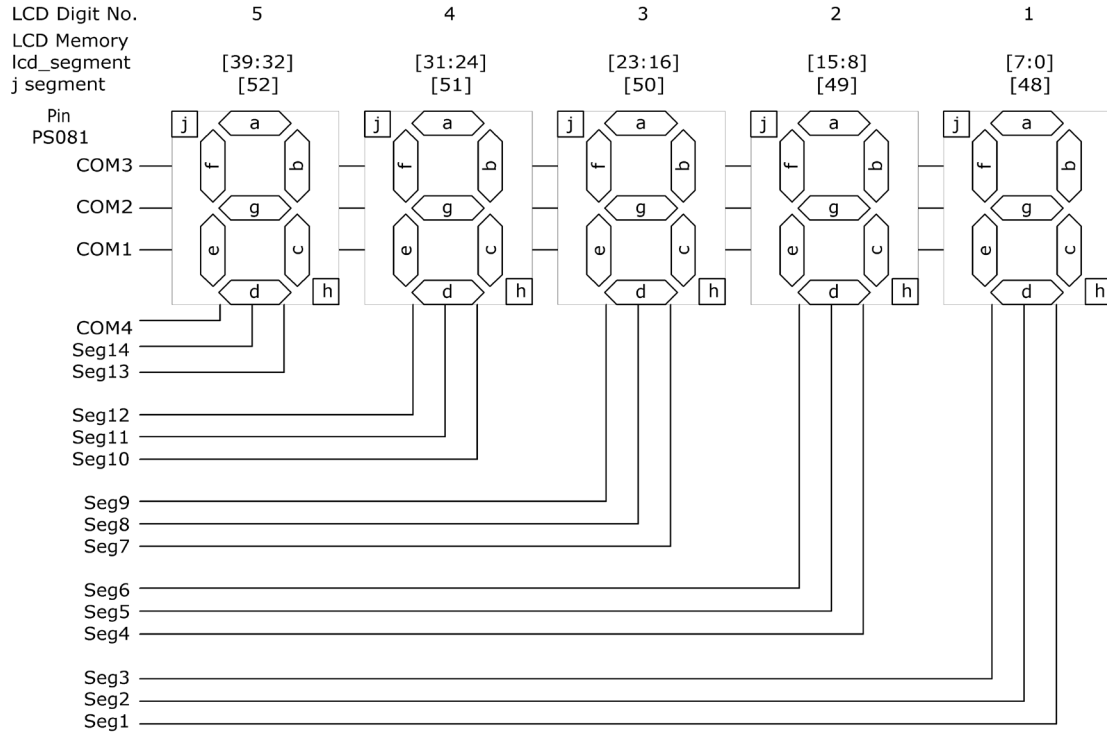 LCD Digit No. 5 4 3 2 1
LCD Memory
lcd_segment [39:32] [31:24] [23:16] [15:8] [7:0]
j segment [52] [51] [50] [49] [48]
Pin
PS081
j a j a j a j a j a
COM3 f b f b f b f b f b
COM2 g g g g g
COM1 e c e c e c e c e c
d h d h d h d h d h
COM4
Seg14
Seg13
Seg12
Seg11
Seg10
Seg9
Seg8
Seg7
Seg6
Seg5
Seg4
Seg3
Seg2
Seg1